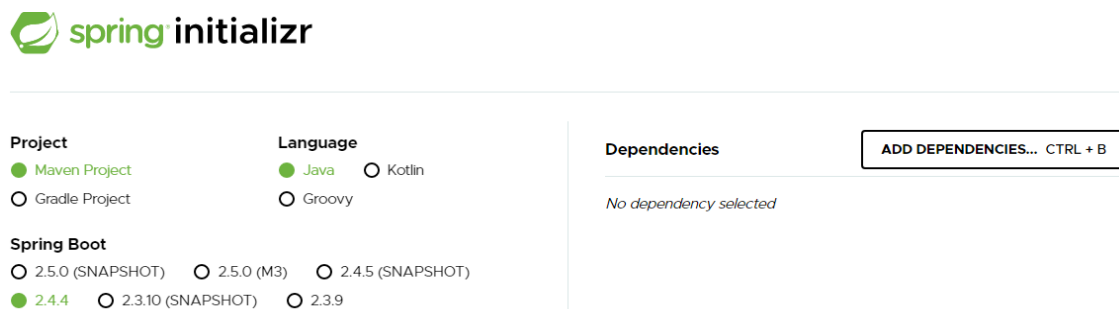 spring initializr
Project
Language
Maven Project
Java
Kotlin
Gradle Project
Groovy
Spring Boot
2.5.0 (SNAPSHOT)
2.5.0 (M3)
2.4.5 (SNAPSHOT)
2.4.4
2.3.10 (SNAPSHOT)
2.3.9
Dependencies
ADD DEPENDENCIES... CTRL + B
No dependency selected